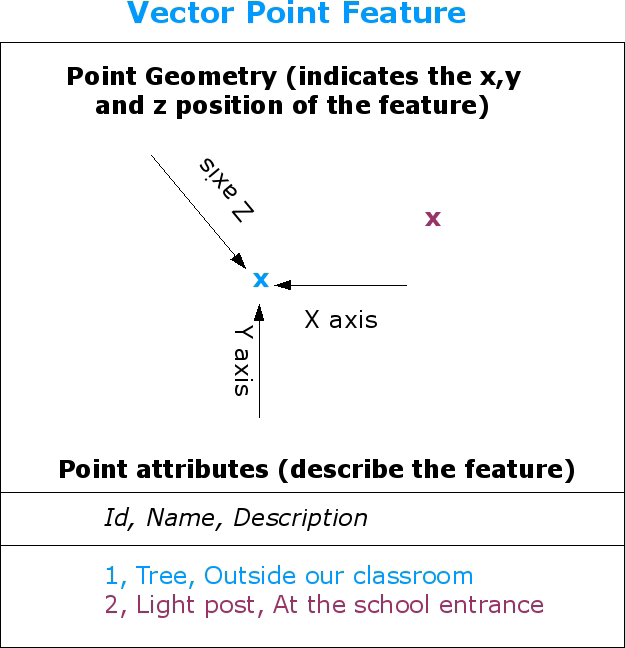 Vector Point Feature
Point Geometry (indicates the x,y
and z position of the feature)
Z axis
x
x
X axis
Y axis
Point attributes (describe the feature)
Id, Name, Description
1, Tree, Outside our classroom
2, Light post, At the school entrance